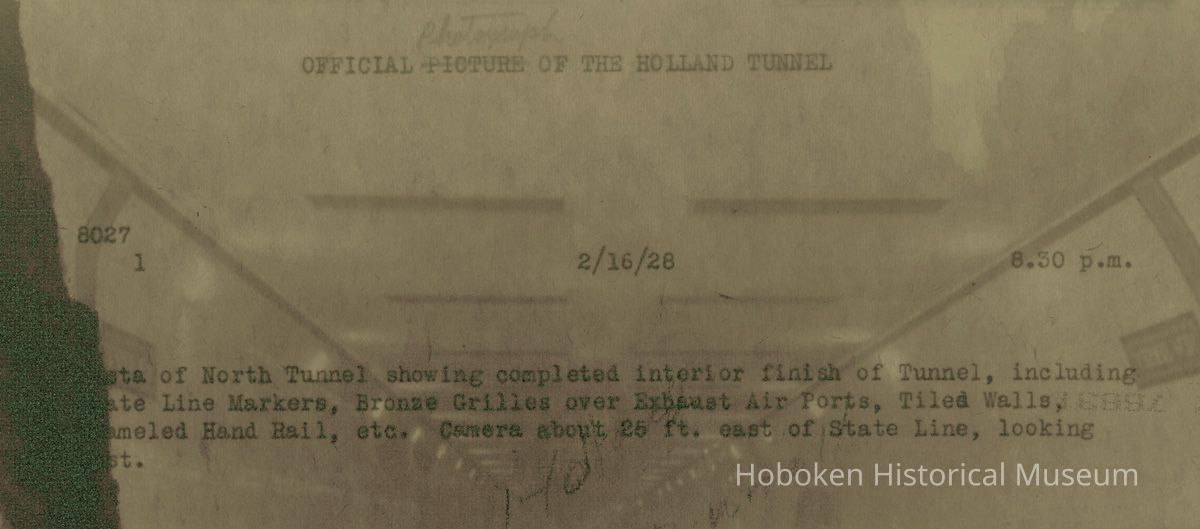 Photograph
OFFICIAL PICTURE OF THE HOLLAND TUNNEL
8027
1 2/16/28 8.30 p.m.
sta of North Tunnel showing completed interior finish of Tunnel, including
ate Line Markers, Bronze Grilles over Exhaust Air Ports, Tiled Walls,
ameled Hand Rail, etc. Camera about 25 ft. east of State Line, looking
st.
Hoboken Historical Museum